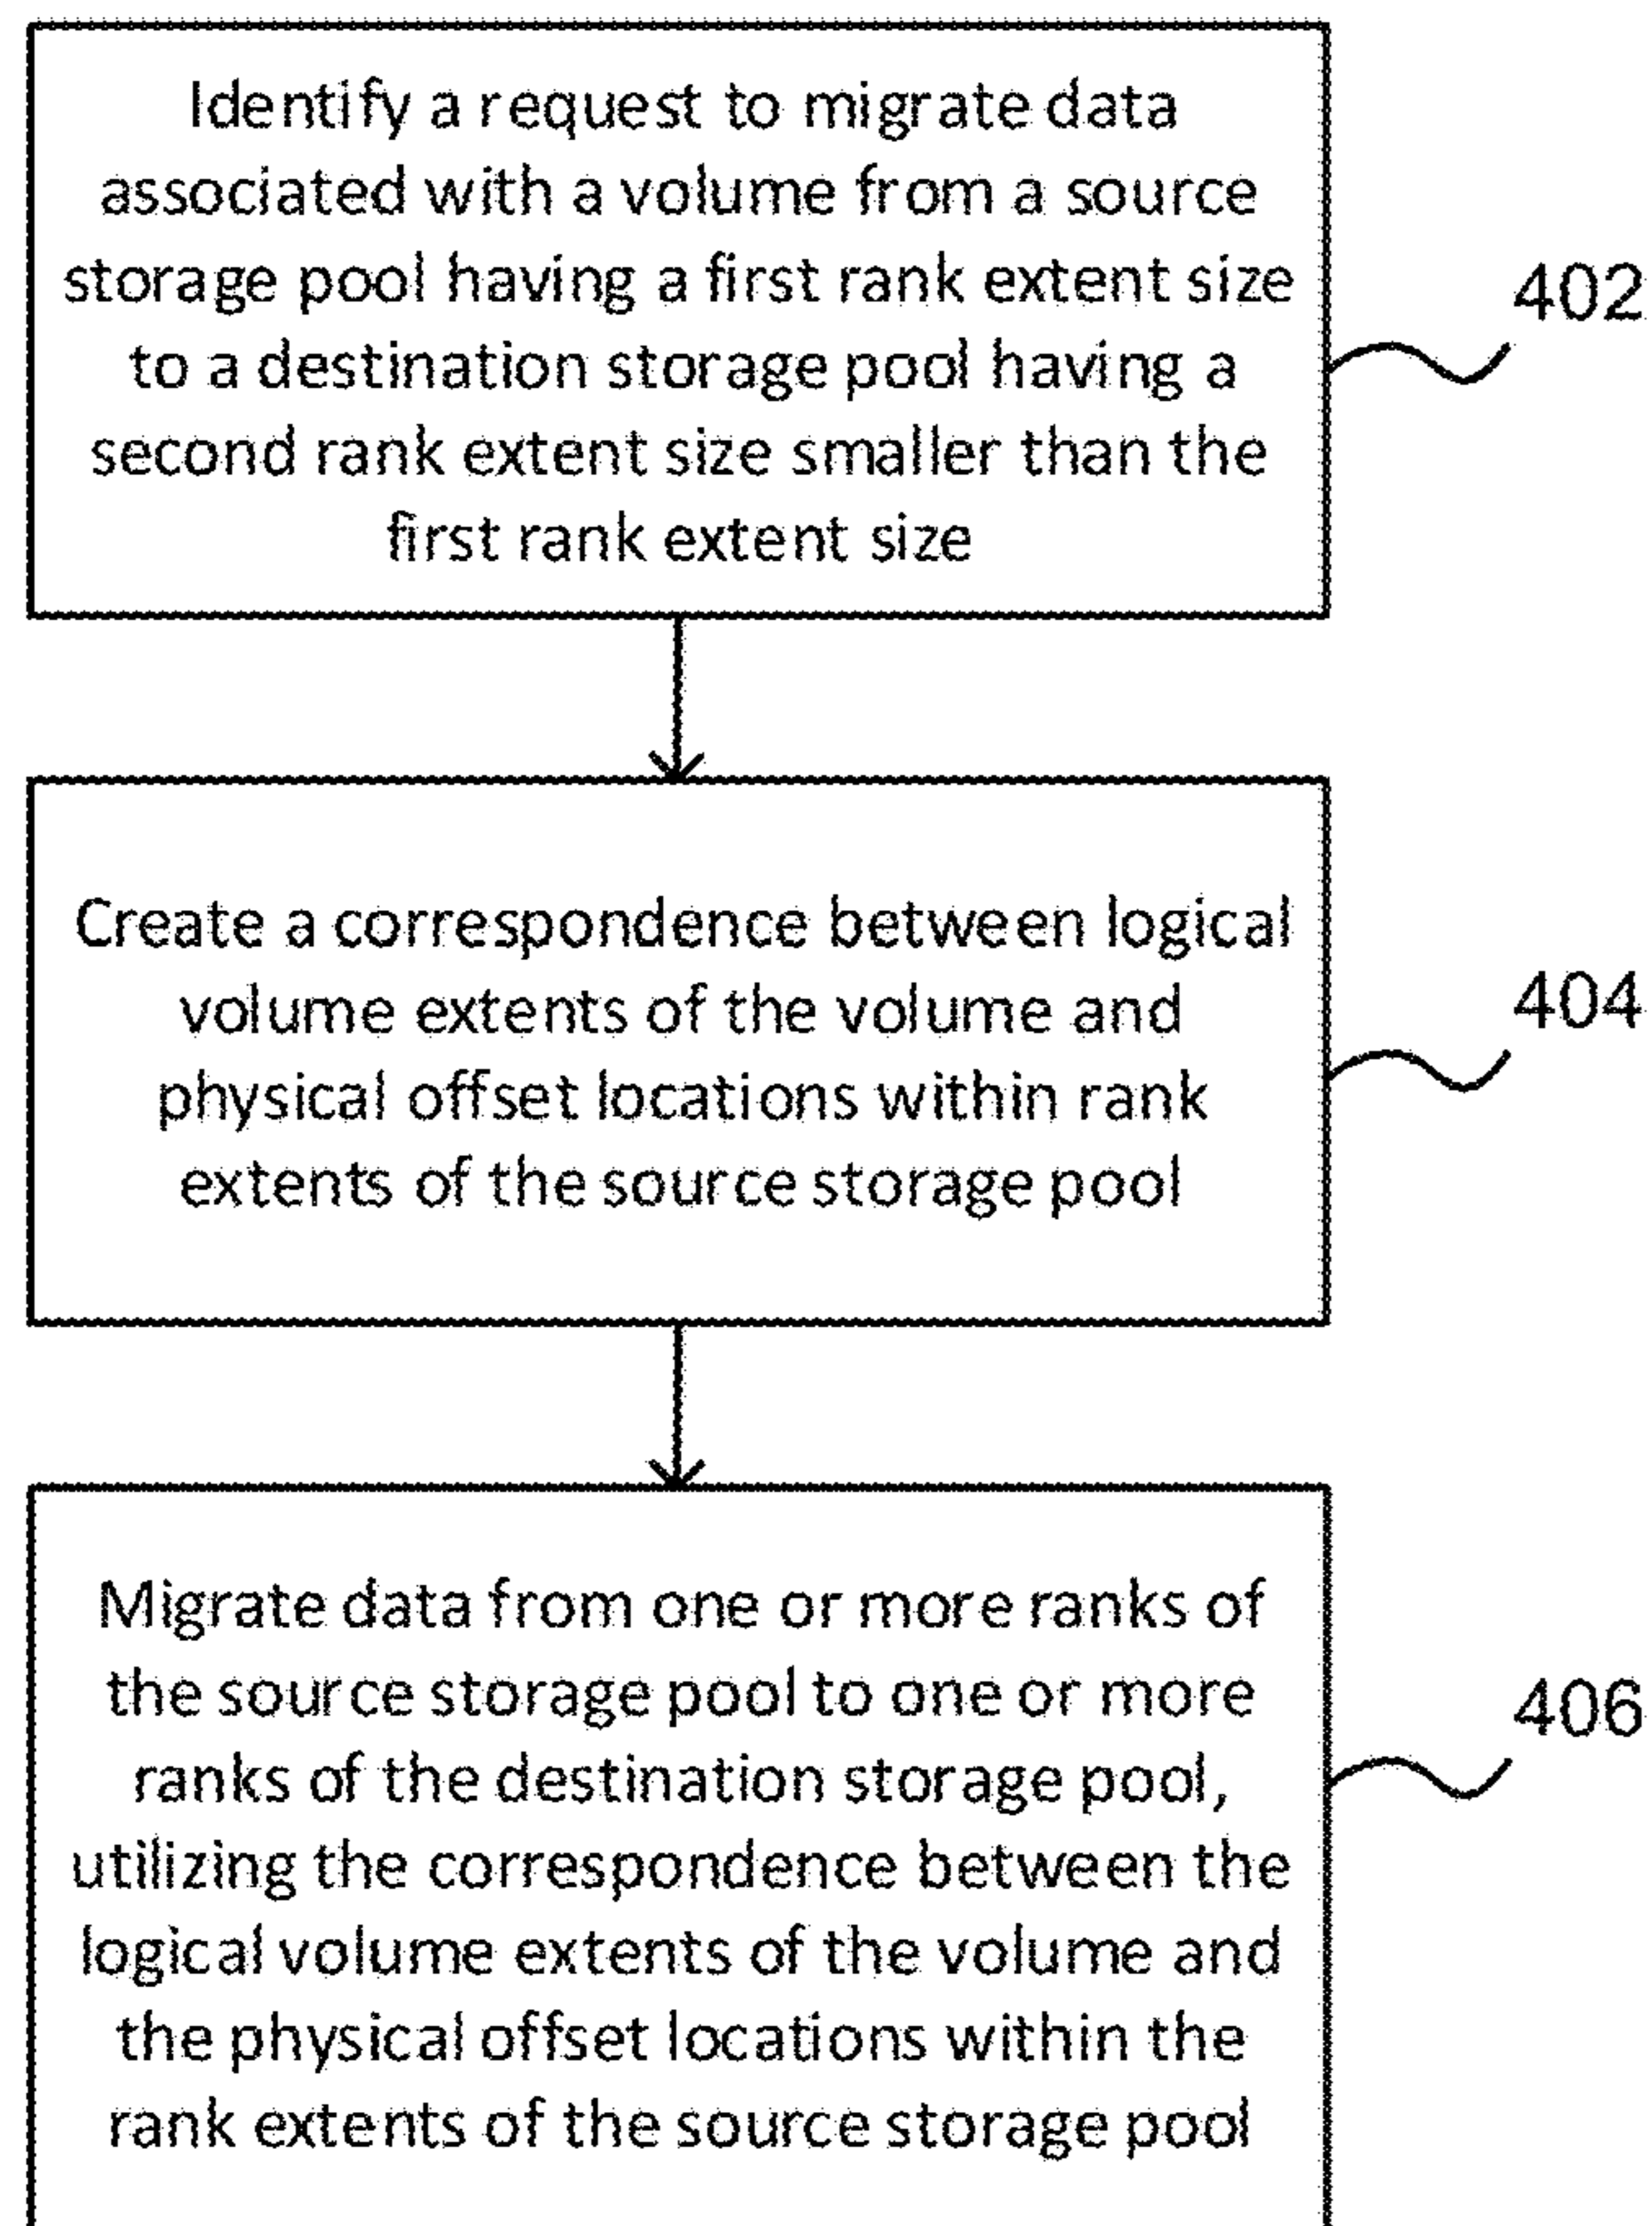 Identify a request to migrate data
associated with a volume from a source
storage pool having a first rank extent size
to a destination storage pool having a
second rank extent size smaller than the
first rank extent size
402
Create a correspondence between logical
volume extents of the volume and
physical offset locations within rank
extents of the source storage pool
404
Migrate data from one or more ranks of
the source storage pool to one or more
ranks of the destination storage pool,
utilizing the correspondence between the
logical volume extents of the volume and
the physical offset locations within the
rank extents of the source storage pool
406